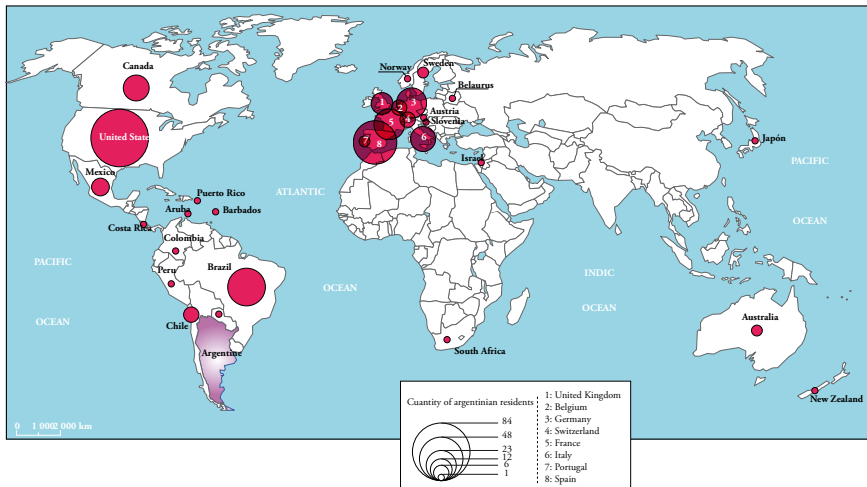 Canada
Norway
Sweden
Belaurus
1
2
3
Austria
Slovenia
4
5
6
7
8
United State
Japón
Israel
Mexico
PACIFIC
ATLANTIC
Puerto Rico
Aruba
Barbados
OCEAN
Costa Rica
Colombia
PACIFIC
Peru
Brazil
INDIC
OCEAN
OCEAN
OCEAN
Chile
Australia
Argentine
South Africa
New Zealand
0 1 000 2 000 km
Cuantity of argentinian residents
84
48
23
12
6
1
1: United Kingdom
2: Belgium
3: Germany
4: Switzerland
5: France
6: Italy
7: Portugal
8: Spain